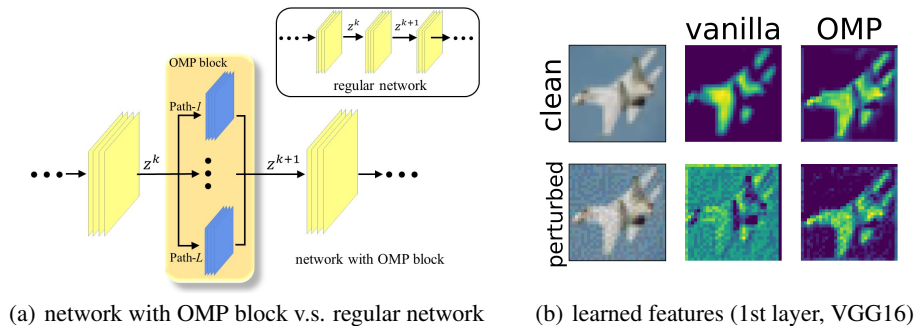 z^k
z^{k+1}
regular network
OMP block
Path-1
z^k
z^{k+1}
Path-L
network with OMP block
(a) network with OMP block v.s. regular network
vanilla
OMP
clean
perturbed
(b) learned features (1st layer, VGG16)